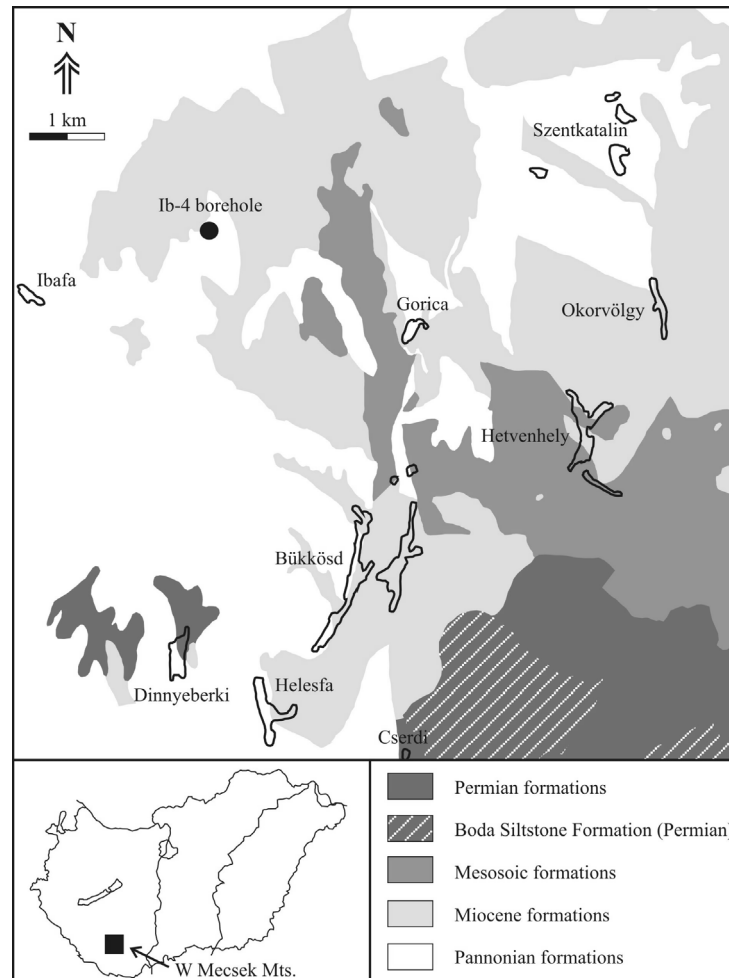 N
1 km
Szentkatalin
Ib-4 borehole
Ibafa
Gorica
Okorvölgy
Hetvenhely
Bükkösd
Dinnyeberki
Helesfa
Cserdi
Permian formations
Boda Siltstone Formation (Permian)
Mesosoic formations
Miocene formations
Pannonian formations
W Mecsek Mts.